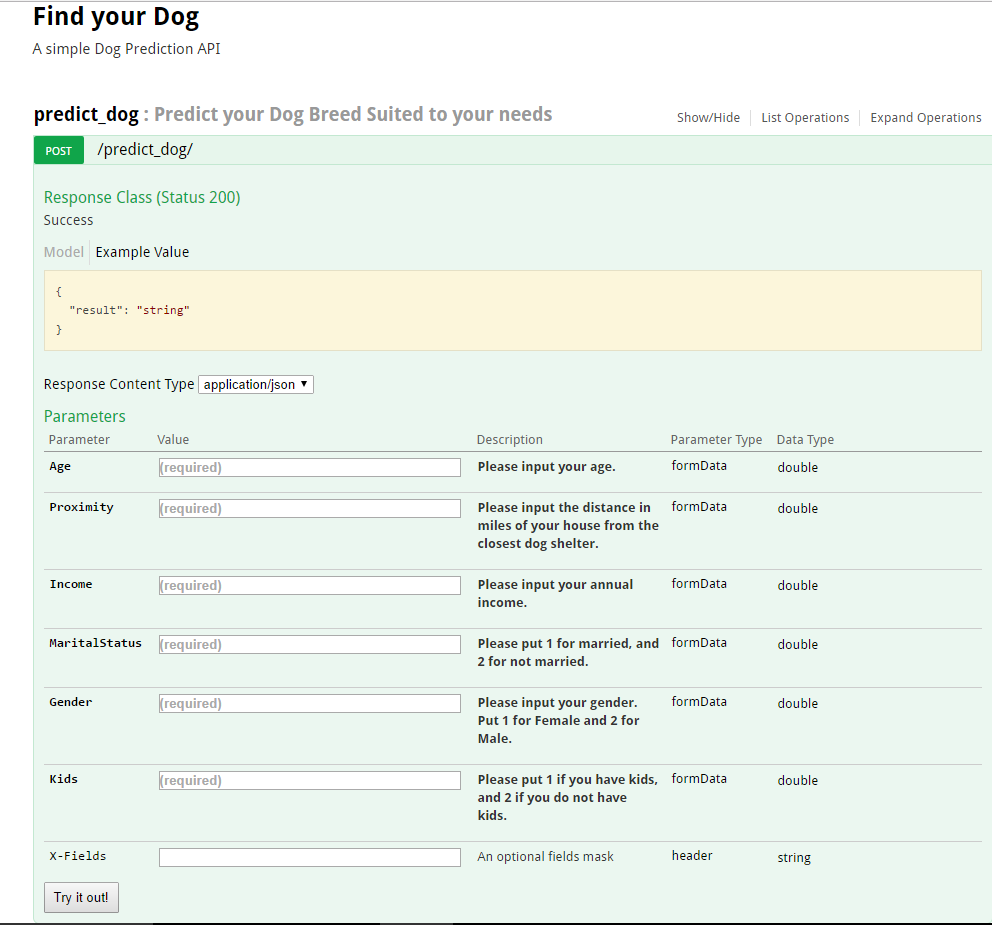 Find your Dog
A simple Dog Prediction API
predict_dog : Predict your Dog Breed Suited to your needs
Show/Hide List Operations Expand Operations
POST /predict_dog/
Response Class (Status 200)
Success
Model Example Value
{
"result": "string"
}
Response Content Type application/json
Parameters
Parameter Value Description Parameter Type Data Type
Age (required) Please input your age. formData double
Proximity (required) Please input the distance in formData double
miles of your house from the
closest dog shelter.
Income (required) Please input your annual formData double
income.
MaritalStatus (required) Please put 1 for married, and formData double
2 for not married.
Gender (required) Please input your gender. formData double
Put 1 for Female and 2 for
Male.
Kids (required) Please put 1 if you have kids, formData double
and 2 if you do not have
kids.
X-Fields An optional fields mask header string
Try it out!